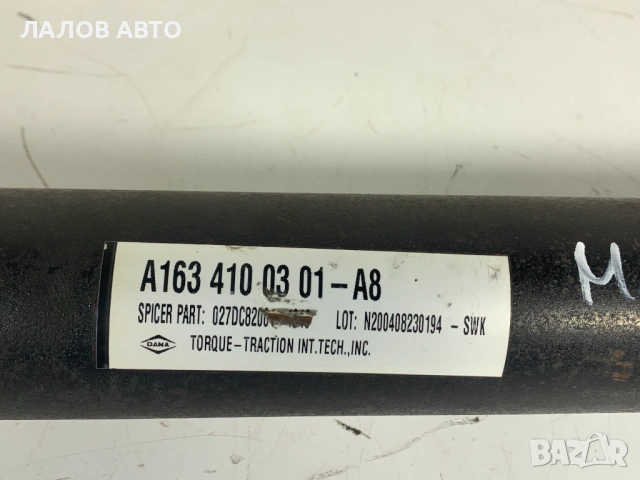 ЛАЛОВ АВТО
A163 410 03 01-A8
SPICER PART: LOT: N200408230194 - SWK
DANA TORQUE-TRACTION INT.TECH.,INC.
M
BAZAR